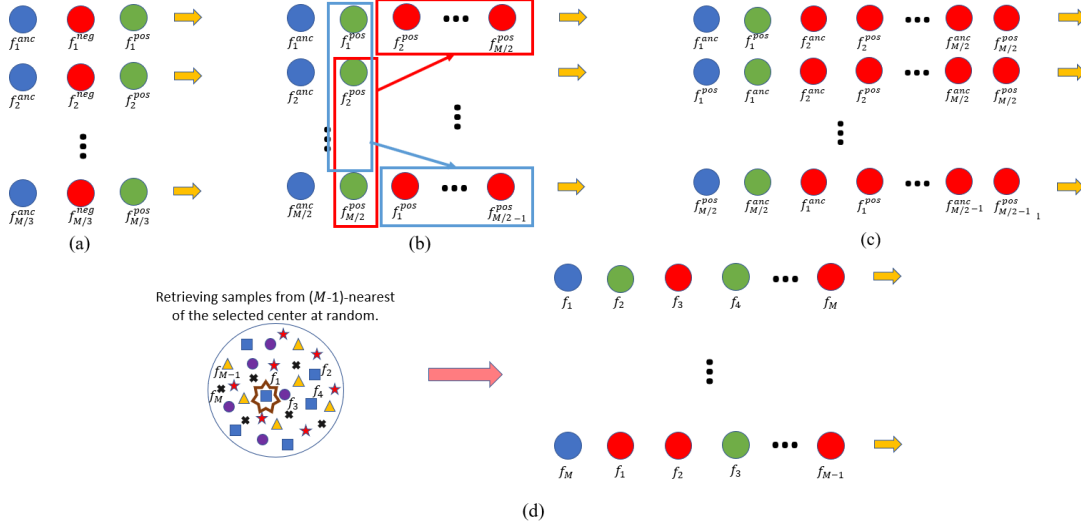 f_1^{anc} f_1^{neg} f_1^{pos}
f_2^{anc} f_2^{neg} f_2^{pos}
f_{M/3}^{anc} f_{M/3}^{neg} f_{M/3}^{pos}
(a)
f_1^{anc} f_1^{pos} f_2^{pos} f_{M/2}^{pos}
f_2^{anc} f_2^{pos}
f_{M/2}^{anc} f_{M/2}^{pos} f_1^{pos} f_{M/2-1}^{pos}
(b)
f_1^{anc} f_1^{pos} f_2^{anc} f_2^{pos} f_{M/2}^{anc} f_{M/2}^{pos}
f_1^{pos} f_1^{anc} f_2^{anc} f_2^{pos} f_{M/2}^{anc} f_{M/2}^{pos}
f_{M/2}^{pos} f_{M/2}^{anc} f_1^{anc} f_1^{pos} f_{M/2-1}^{anc} f_{M/2-1}^{pos} 1
(c)
Retrieving samples from (M-1)-nearest
of the selected center at random.
f_{M-1} f_1 f_2
f_M f_3 f_4
f_1 f_2 f_3 f_4 f_M
f_M f_1 f_2 f_3 f_{M-1}
(d)